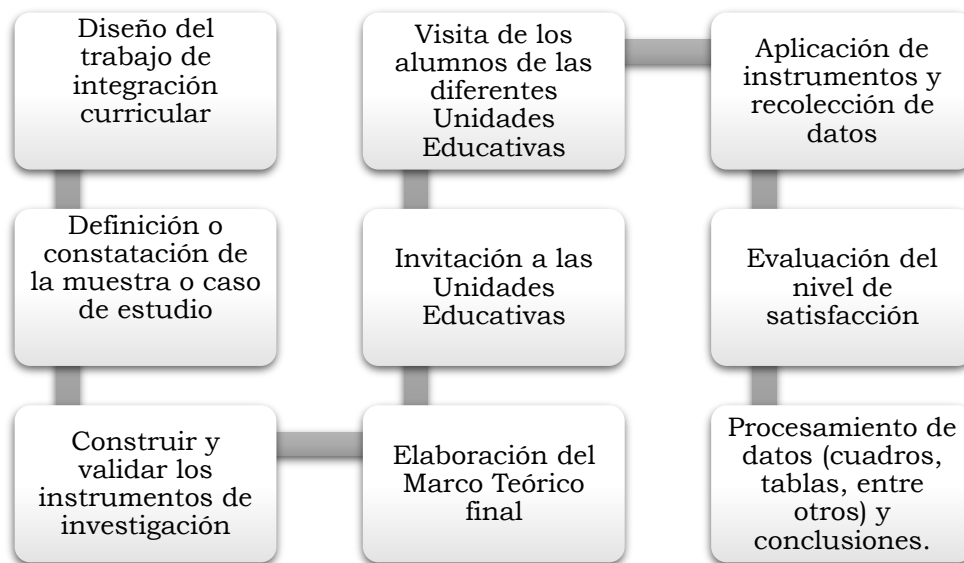 Diseño del
trabajo de
integración
curricular
Definición o
constatación de
la muestra o caso
de estudio
Construir y
validar los
instrumentos de
investigación
Elaboración del
Marco Teórico
final
Invitación a las
Unidades
Educativas
Visita de los
alumnos de las
diferentes
Unidades
Educativas
Aplicación de
instrumentos y
recolección de
datos
Evaluación del
nivel de
satisfacción
Procesamiento de
datos (cuadros,
tablas, entre
otros) y
conclusiones.